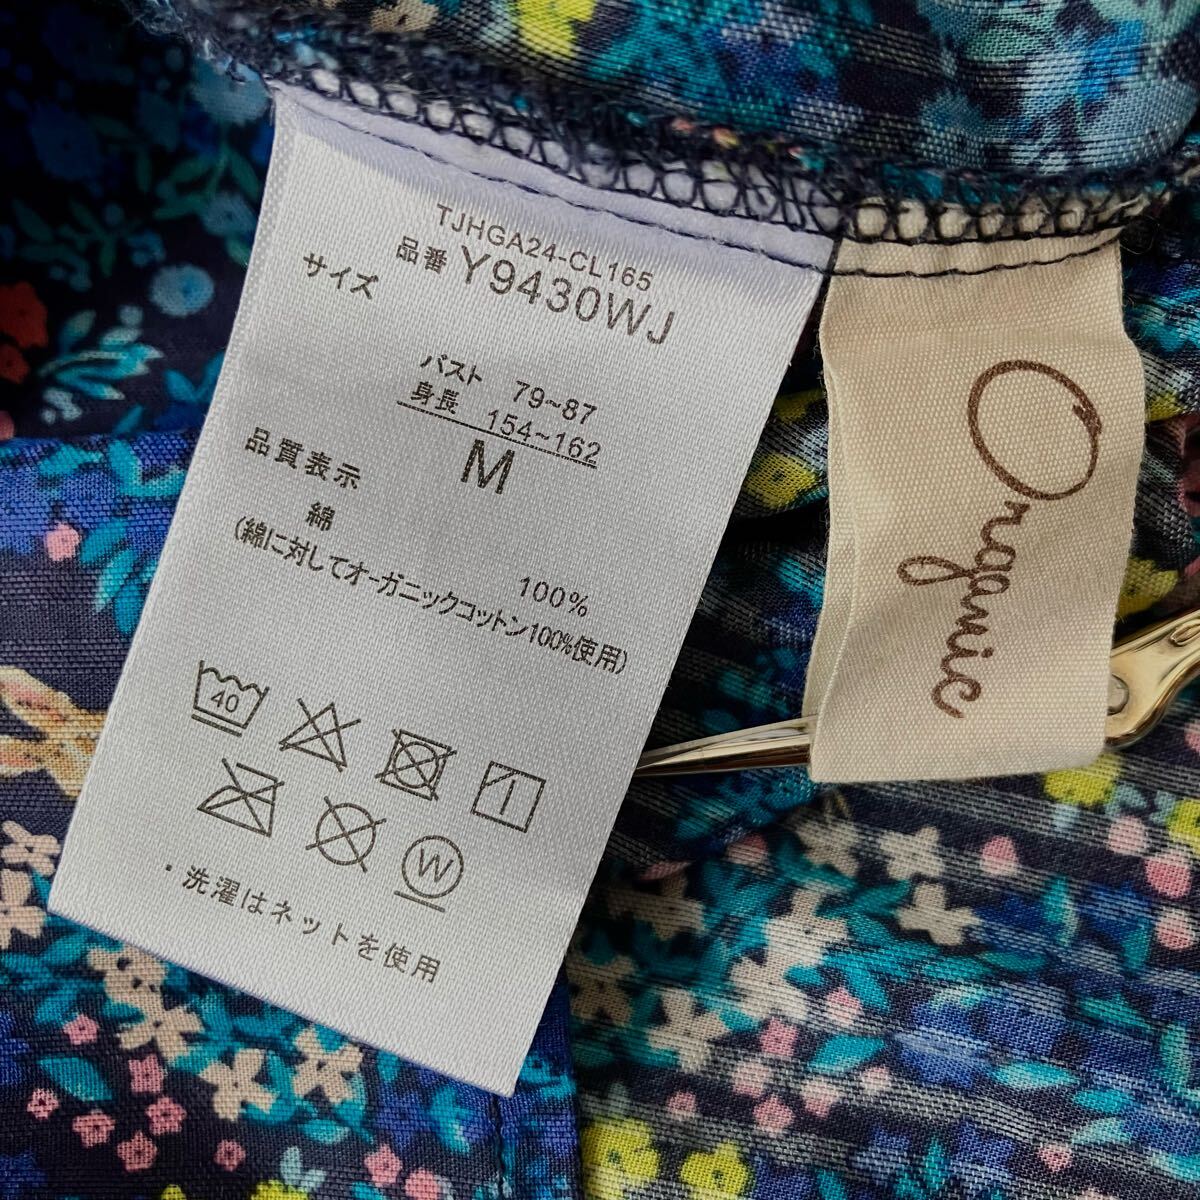 TJHGA24-CL165
品番 Y9430WJ
サイズ
バスト 79~87
身長 154~162
M
品質表示
綿 100%
(綿に対してオーガニックコットン100%使用)
40
W
・洗濯はネットを使用
Organic